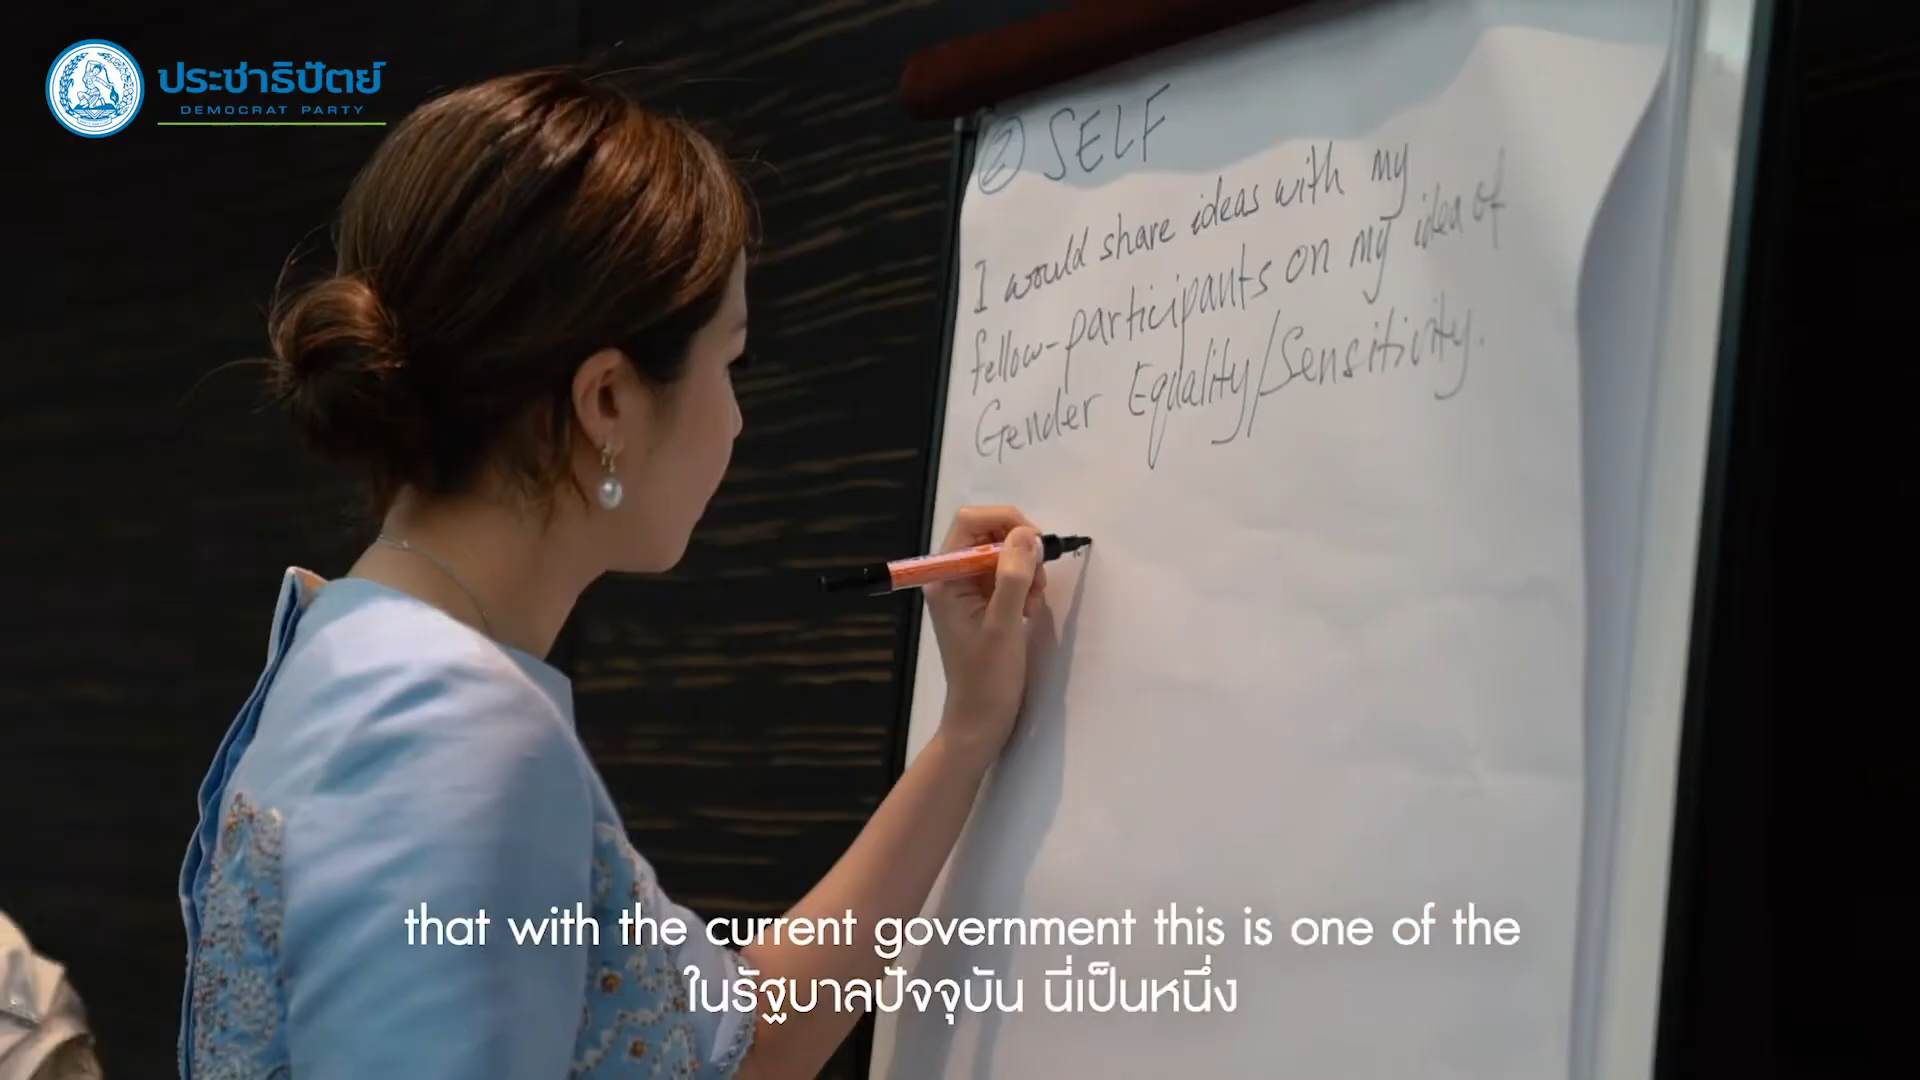 ประชาธิปัตย์
DEMOCRAT PARTY
② SELF
I would share ideas with my
fellow-participants on my idea of
Gender Equality/Sensitivity.
that with the current government this is one of the
ในรัฐบาลปัจจุบัน นี่เป็นหนึ่ง